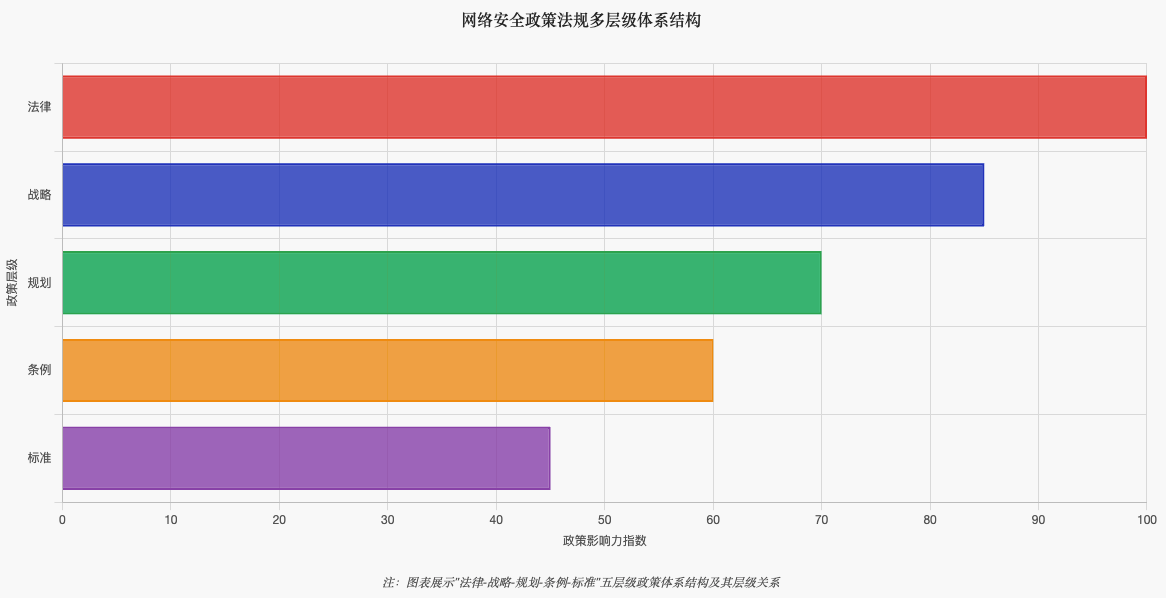 网络安全政策法规多层级体系结构
政策层级
法律
战略
规划
条例
标准
0 10 20 30 40 50 60 70 80 90 100
政策影响力指数
注：图表展示"法律-战略-规划-条例-标准"五层级政策体系结构及其层级关系